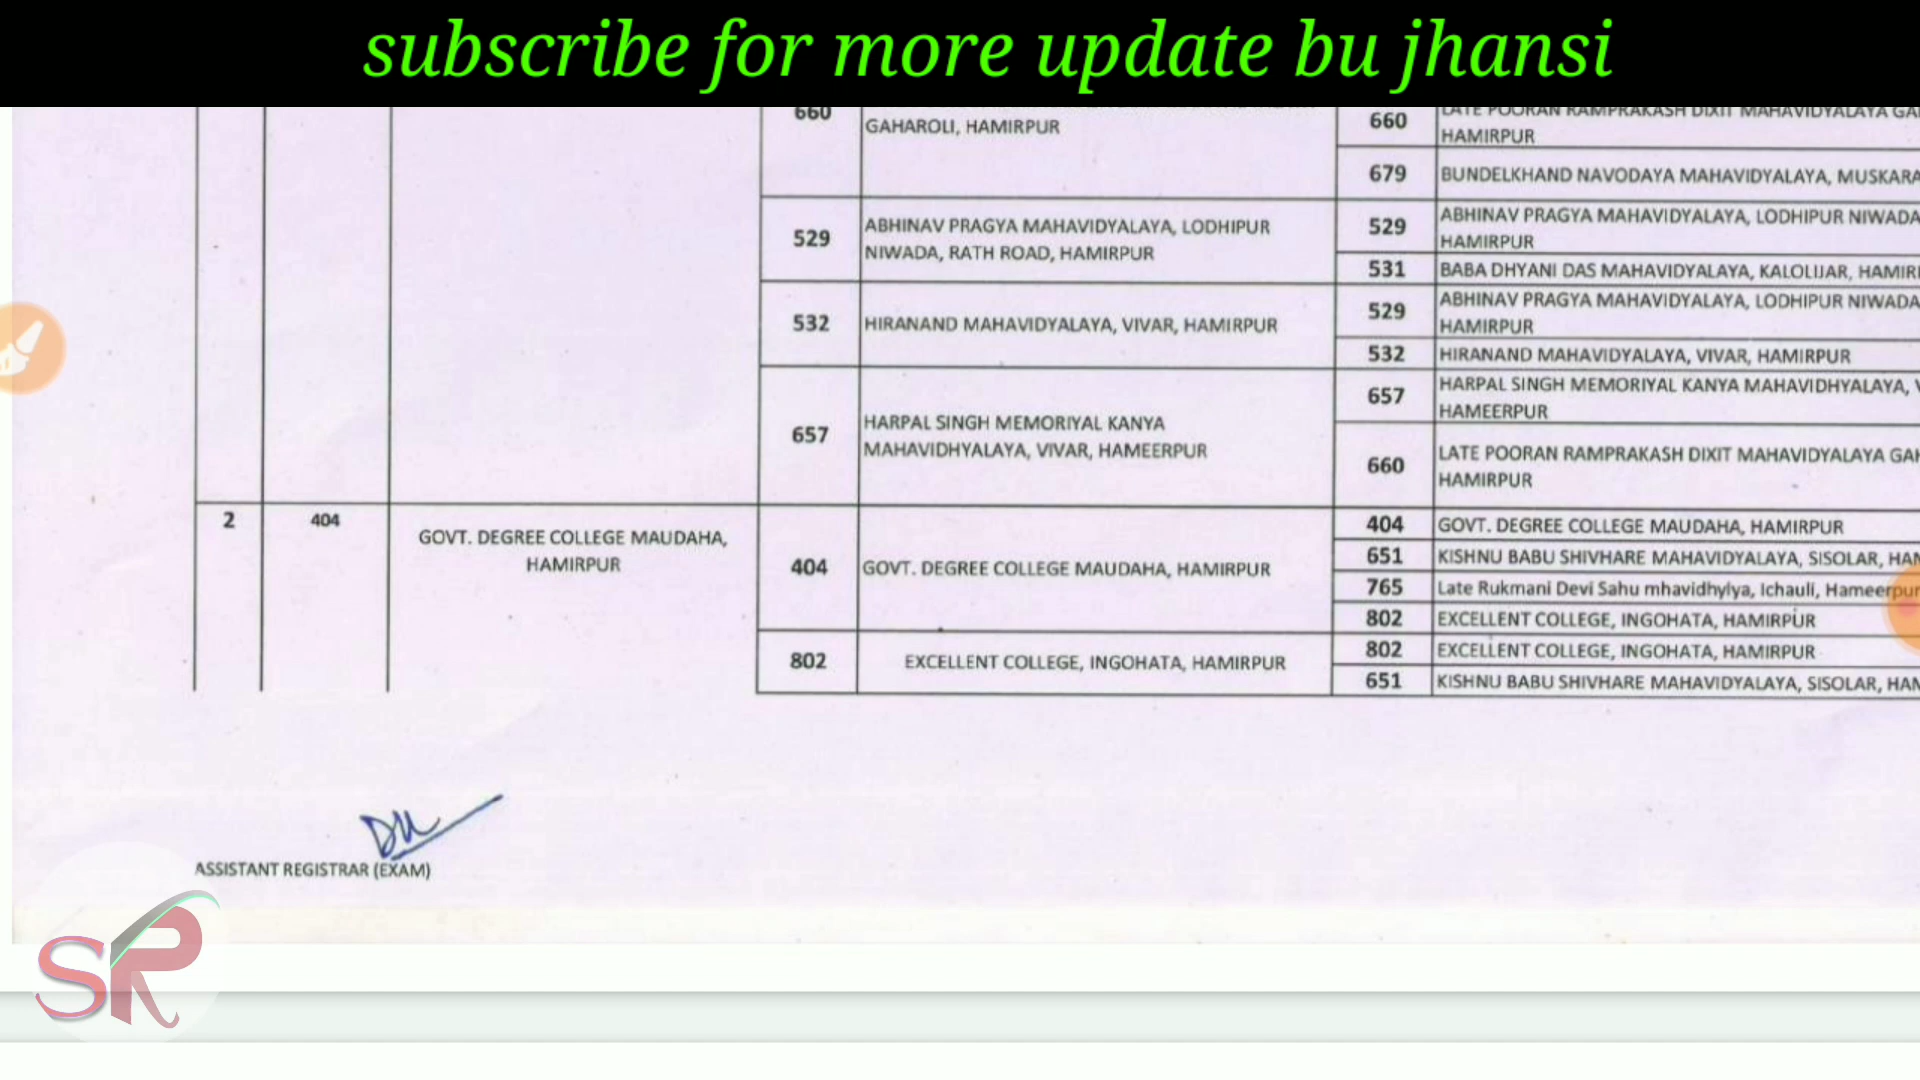 subscribe for more update bu jhansi
660
GAHAROLI, HAMIRPUR
660
LATE POORAN RAMPRAKASH DIXIT MAHAVIDYALAYA
HAMIRPUR
679
BUNDELKHAND NAVODAYA MAHAVIDYALAYA, MUSKARA
529
ABHINAV PRAGYA MAHAVIDYALAYA, LODHIPUR
NIWADA, RATH ROAD, HAMIRPUR
529
ABHINAV PRAGYA MAHAVIDYALAYA, LODHIPUR NIWADA
HAMIRPUR
531
BABA DHYANI DAS MAHAVIDYALAYA, KALOLIJAR,
532
HIRANAND MAHAVIDYALAYA, VIVAR, HAMIRPUR
529
ABHINAV PRAGYA MAHAVIDYALAYA, LODHIPUR NIWADA
HAMIRPUR
532
HIRANAND MAHAVIDYALAYA, VIVAR, HAMIRPUR
657
HARPAL SINGH MEMORIYAL KANYA
MAHAVIDHYALAYA, VIVAR, HAMEERPUR
657
HARPAL SINGH MEMORIYAL KANYA MAHAVIDHYALAYA,
HAMEERPUR
660
LATE POORAN RAMPRAKASH DIXIT MAHAVIDYALAYA
HAMIRPUR
2
404
GOVT. DEGREE COLLEGE MAUDAHA,
HAMIRPUR
404
GOVT. DEGREE COLLEGE MAUDAHA, HAMIRPUR
404
GOVT. DEGREE COLLEGE MAUDAHA, HAMIRPUR
651
KISHNU BABU SHIVHARE MAHAVIDYALAYA, SISOLAR,
765
Late Rukmani Devi Sahu mhavidhylya, Ichauli, Hameerpur
802
EXCELLENT COLLEGE, INGOHATA, HAMIRPUR
802
EXCELLENT COLLEGE, INGOHATA, HAMIRPUR
802
EXCELLENT COLLEGE, INGOHATA, HAMIRPUR
651
KISHNU BABU SHIVHARE MAHAVIDYALAYA, SISOLAR,
ASSISTANT REGISTRAR (EXAM)
SR